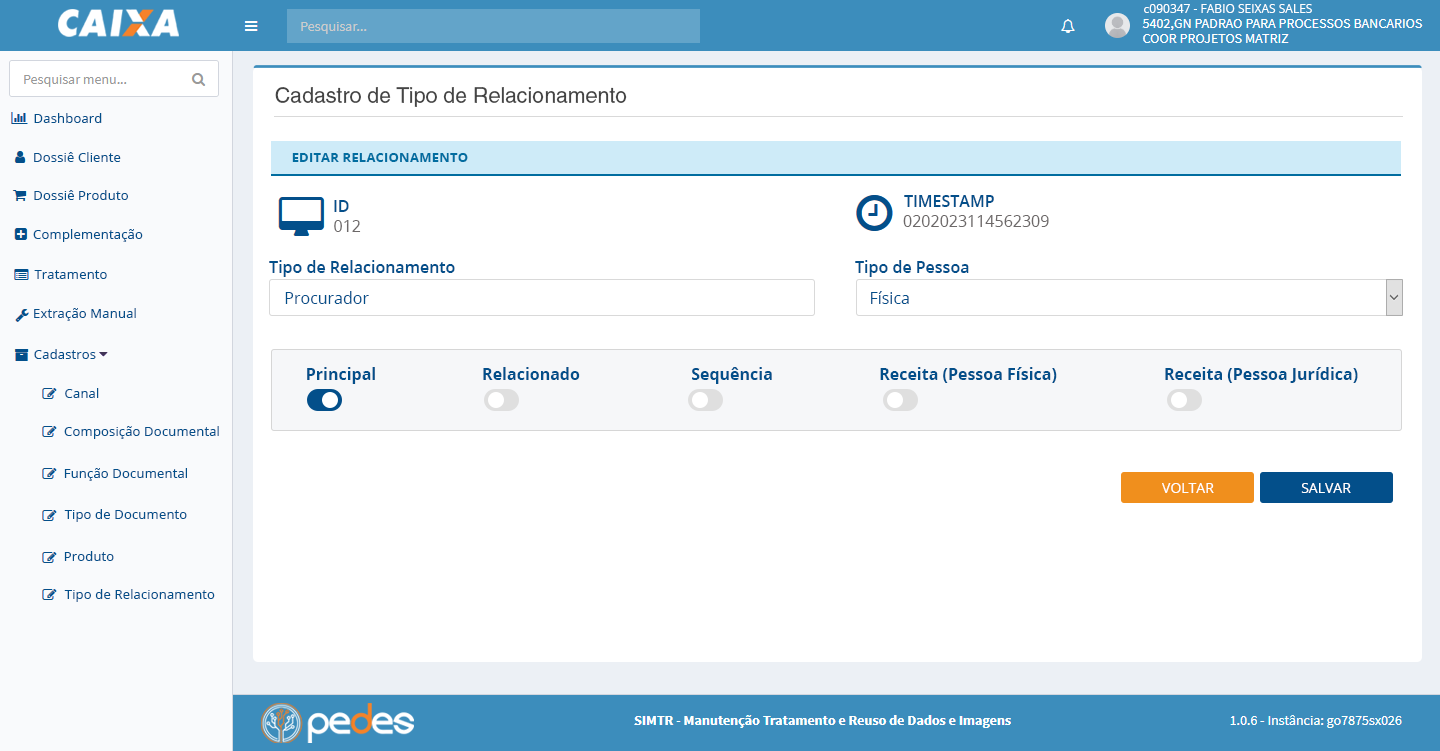 CAIXA
Pesquisar...
c090347 - FABIO SEIXAS SALES
5402,GN PADRAO PARA PROCESSOS BANCARIOS
COOR PROJETOS MATRIZ
Pesquisar menu...
Dashboard
Dossiê Cliente
Dossiê Produto
Complementação
Tratamento
Extração Manual
Cadastros
Canal
Composição Documental
Função Documental
Tipo de Documento
Produto
Tipo de Relacionamento
Cadastro de Tipo de Relacionamento
EDITAR RELACIONAMENTO
ID
012
TIMESTAMP
0202023114562309
Tipo de Relacionamento
Procurador
Tipo de Pessoa
Física
Principal
Relacionado
Sequência
Receita (Pessoa Física)
Receita (Pessoa Jurídica)
VOLTAR
SALVAR
pedes
SIMTR - Manutenção Tratamento e Reuso de Dados e Imagens
1.0.6 - Instância: go7875sx026